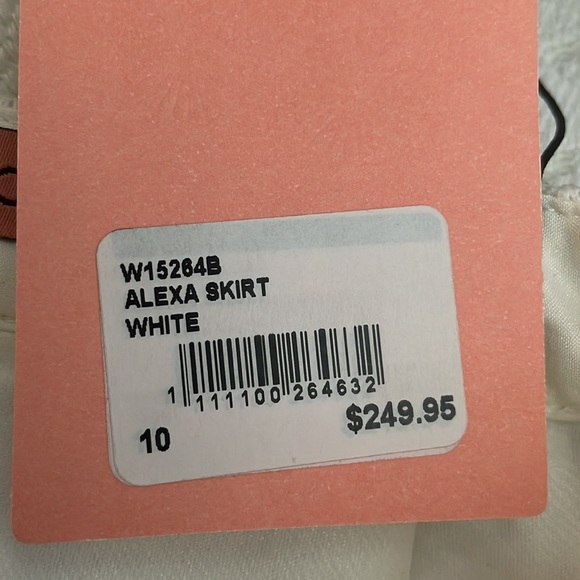 W15264B
ALEXA SKIRT
WHITE
1 111100 264632
10
$249.95